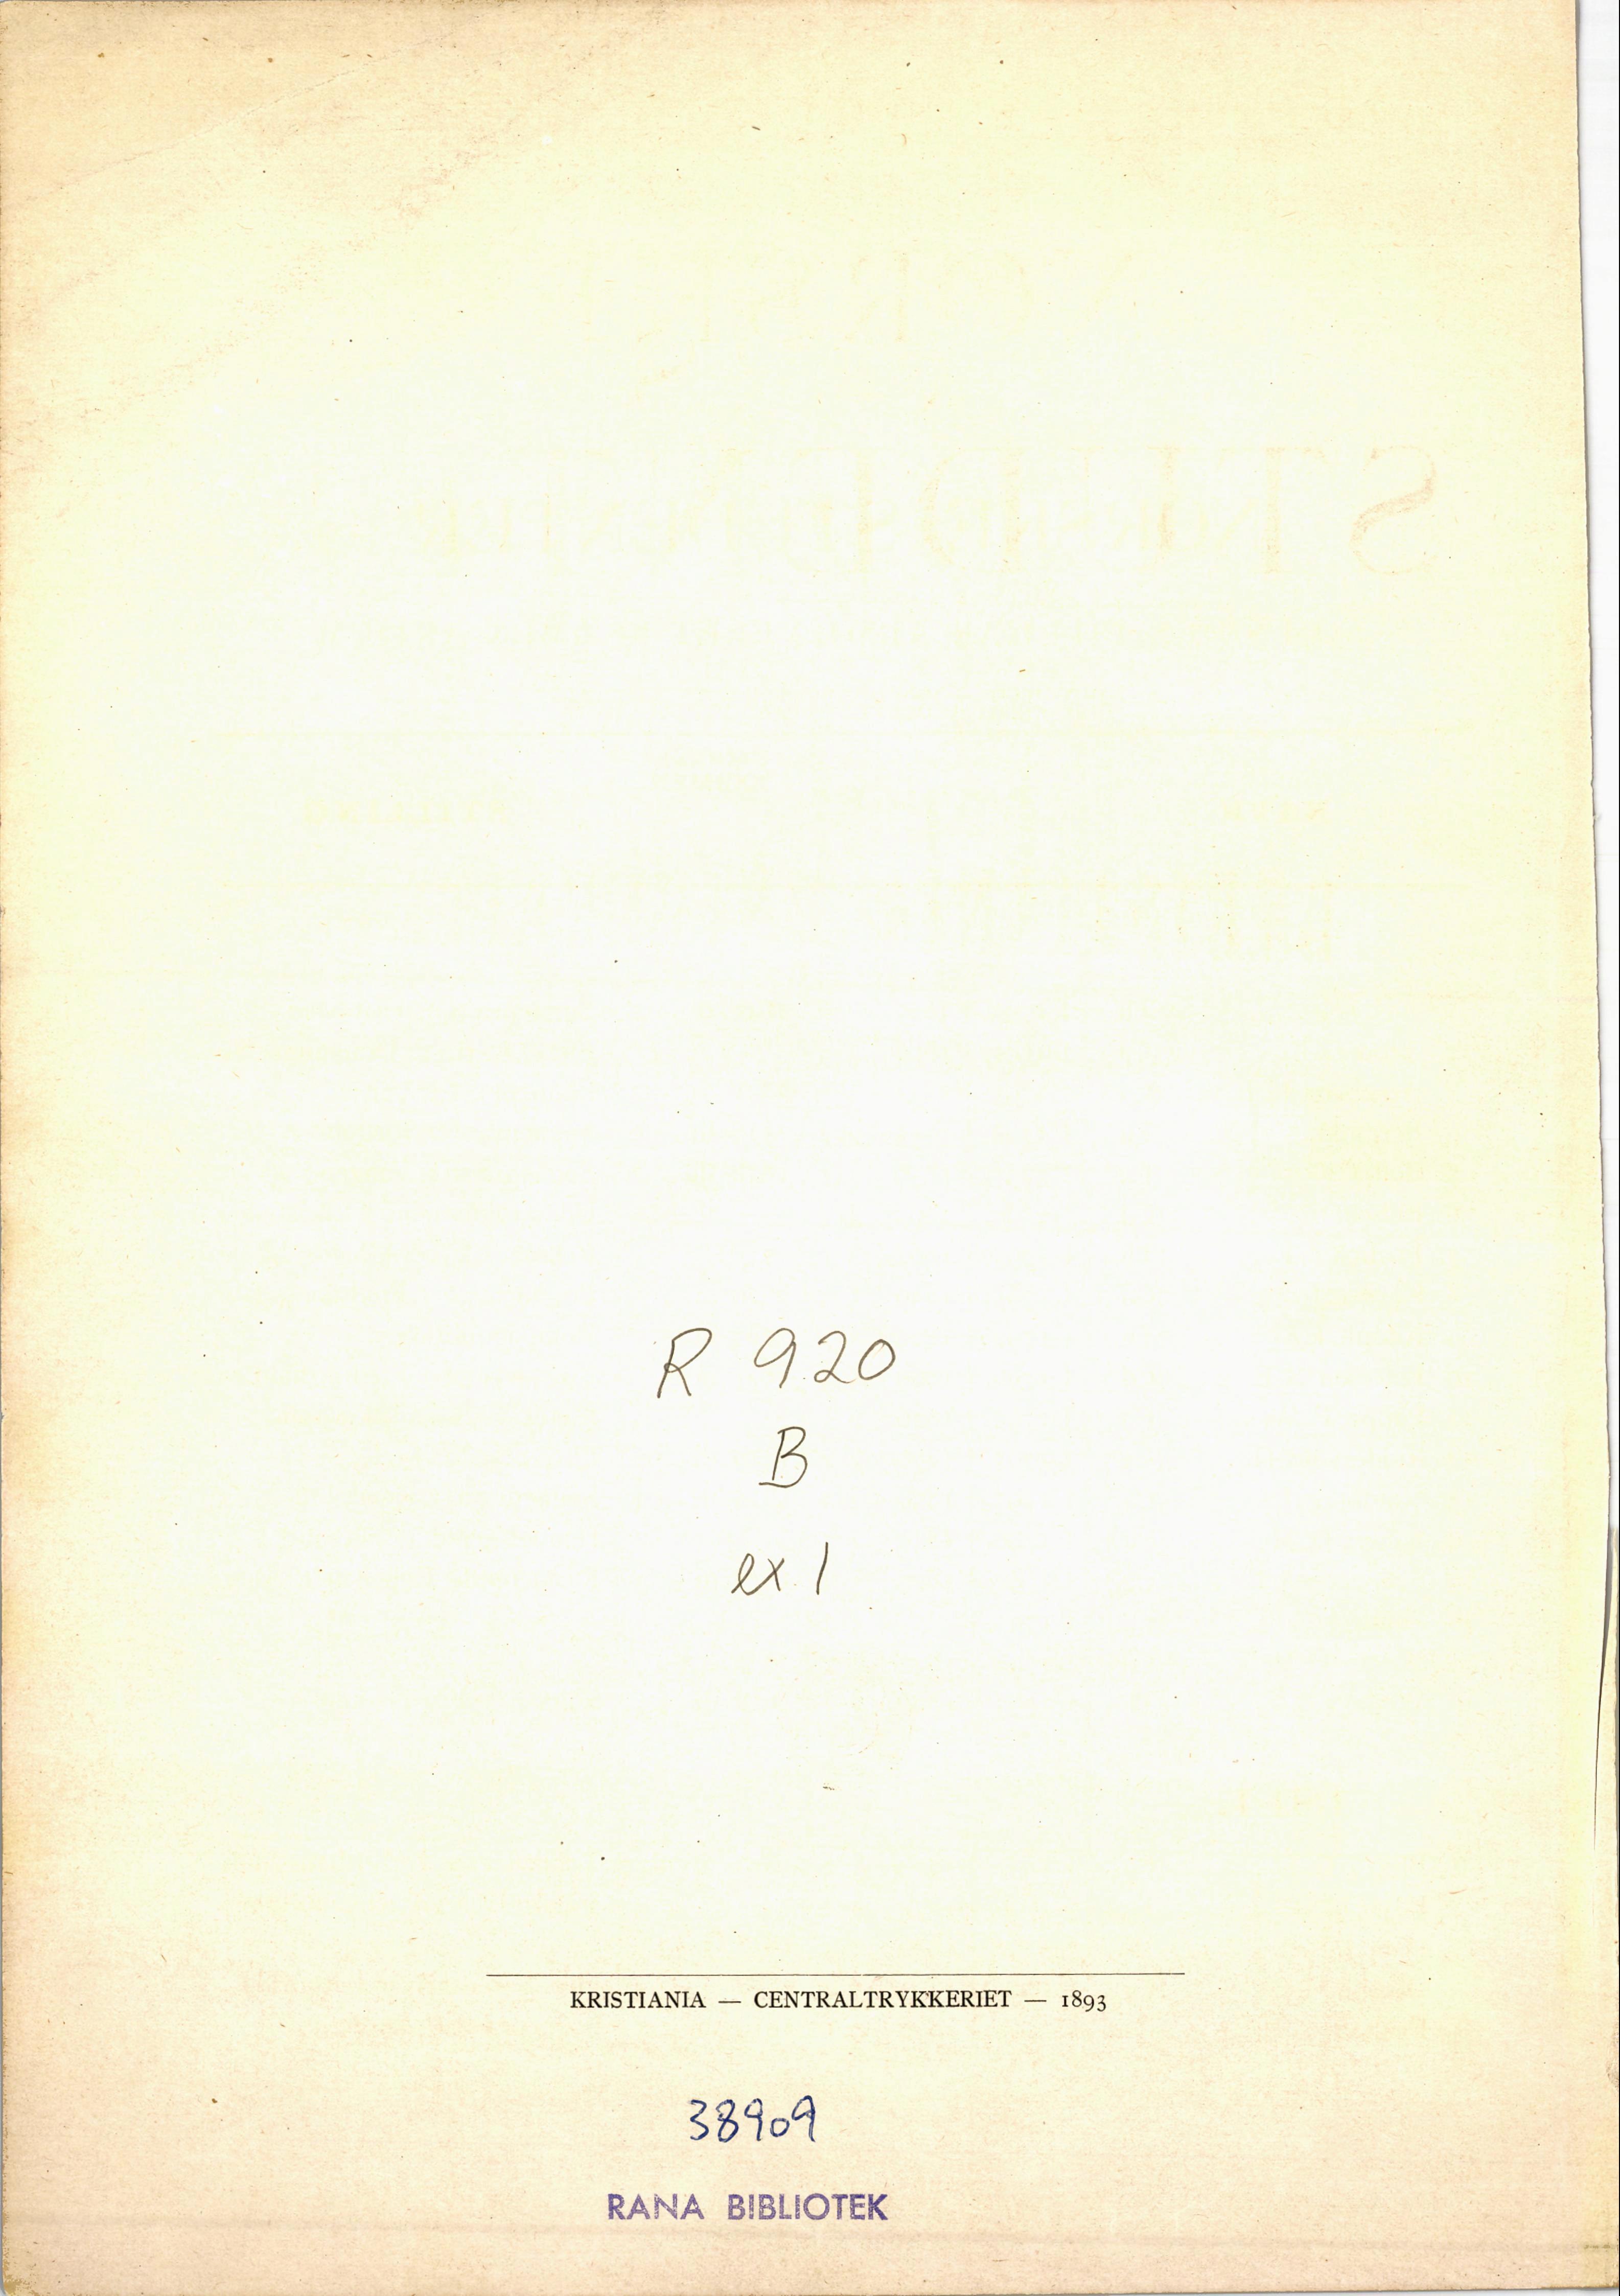 R 920
B
ex 1
KRISTIANIA — CENTRALTRYKKERIET — 1893
38909
RANA BIBLIOTEK